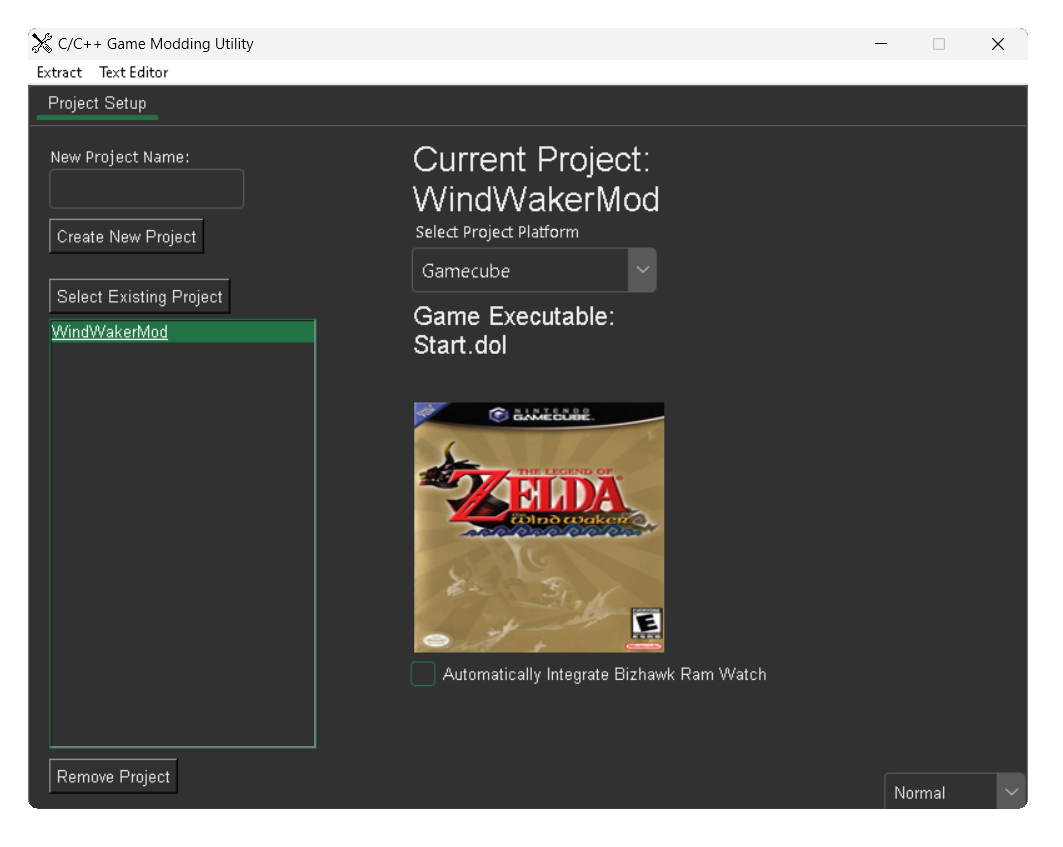 C/C++ Game Modding Utility
Extract Text Editor
Project Setup
New Project Name:
Create New Project
Select Existing Project
WindWakerMod
Remove Project
Current Project:
WindWakerMod
Select Project Platform
Gamecube
Game Executable:
Start.dol
NINTENDO
GAMECUBE
THE LEGEND OF
ZELDA
The Wind Waker
EVERYONE
E
Nintendo
Automatically Integrate Bizhawk Ram Watch
Normal